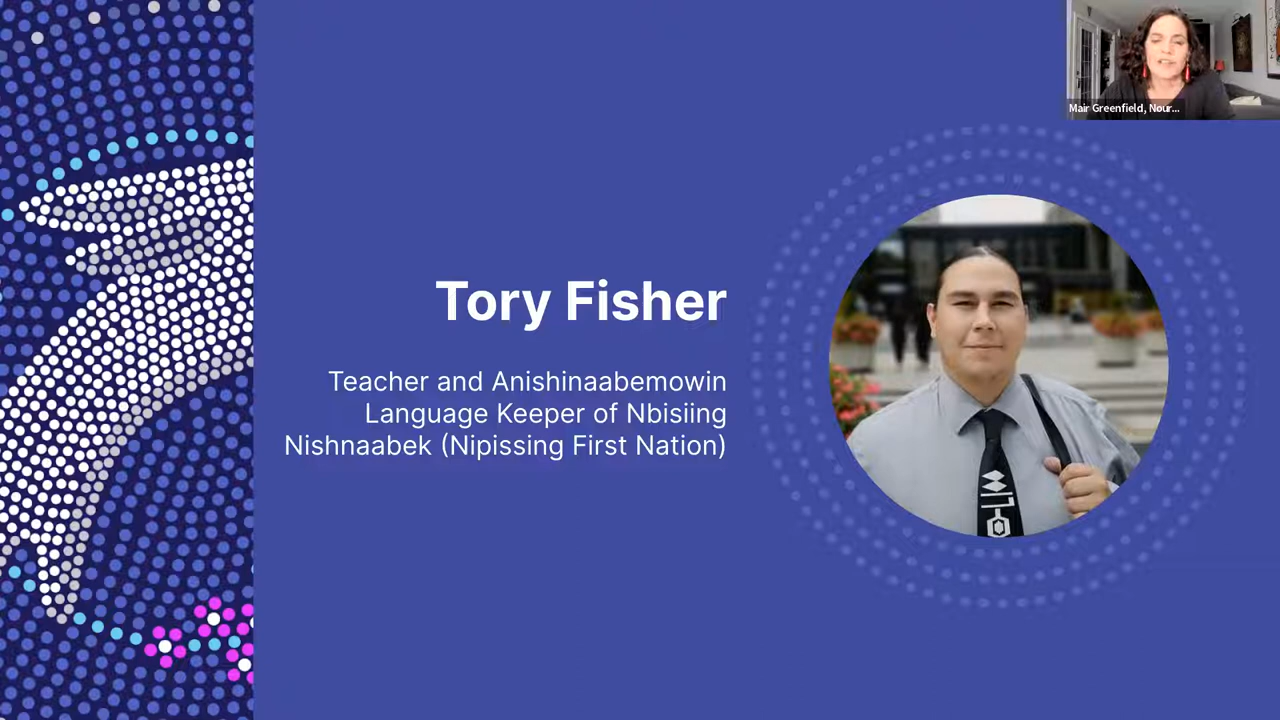 Mair Greenfield, Nour...
Tory Fisher
Teacher and Anishinaabemowin
Language Keeper of Nbisiing
Nishnaabek (Nipissing First Nation)